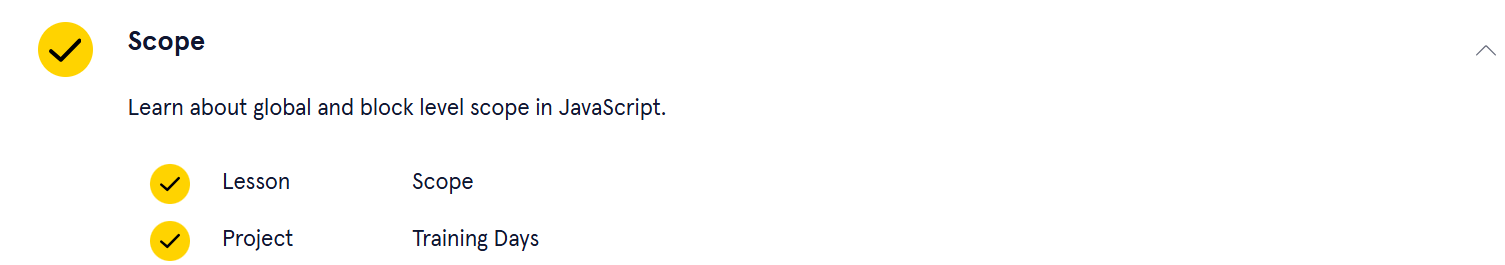 Scope
Learn about global and block level scope in JavaScript.
Lesson Scope
Project Training Days